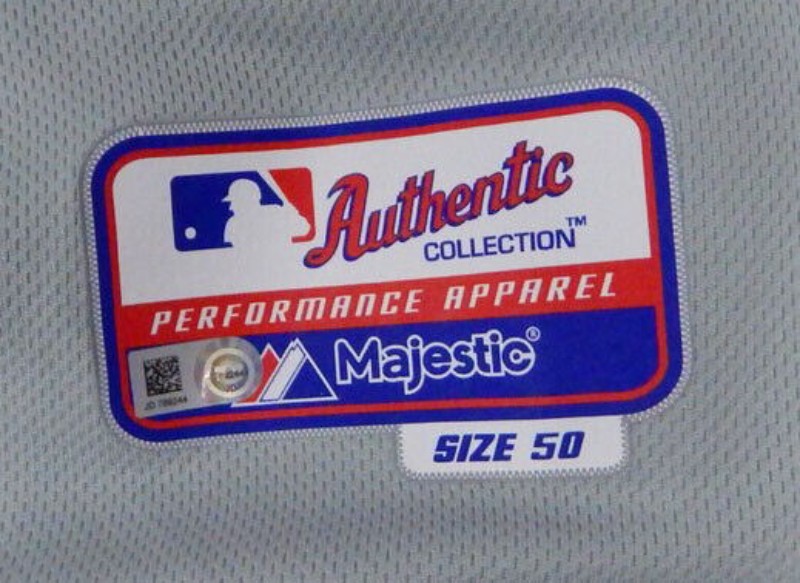 Authentic
COLLECTION™
PERFORMANCE APPAREL
Majestic®
SIZE 50